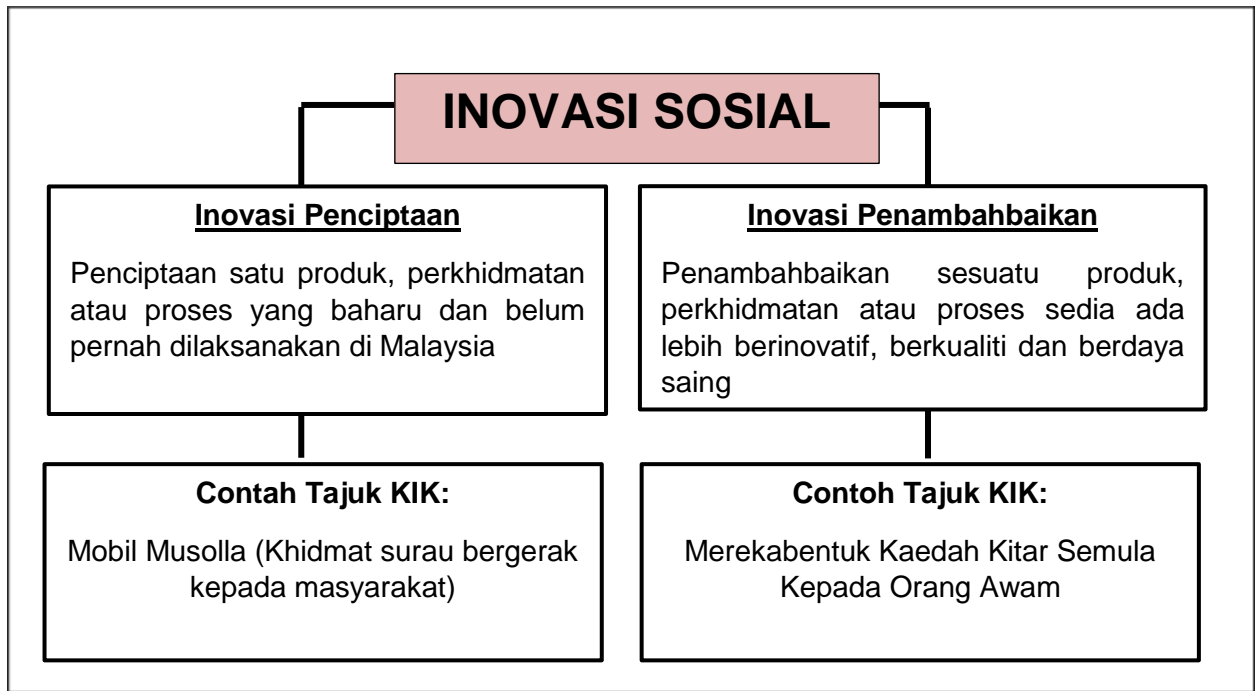 INOVASI SOSIAL
Inovasi Penciptaan
Penciptaan satu produk, perkhidmatan
atau proses yang baharu dan belum
pernah dilaksanakan di Malaysia
Inovasi Penambahbaikan
Penambahbaikan sesuatu produk,
perkhidmatan atau proses sedia ada
lebih berinovatif, berkualiti dan berdaya
saing
Contah Tajuk KIK:
Mobil Musolla (Khidmat surau bergerak
kepada masyarakat)
Contoh Tajuk KIK:
Merekabentuk Kaedah Kitar Semula
Kepada Orang Awam